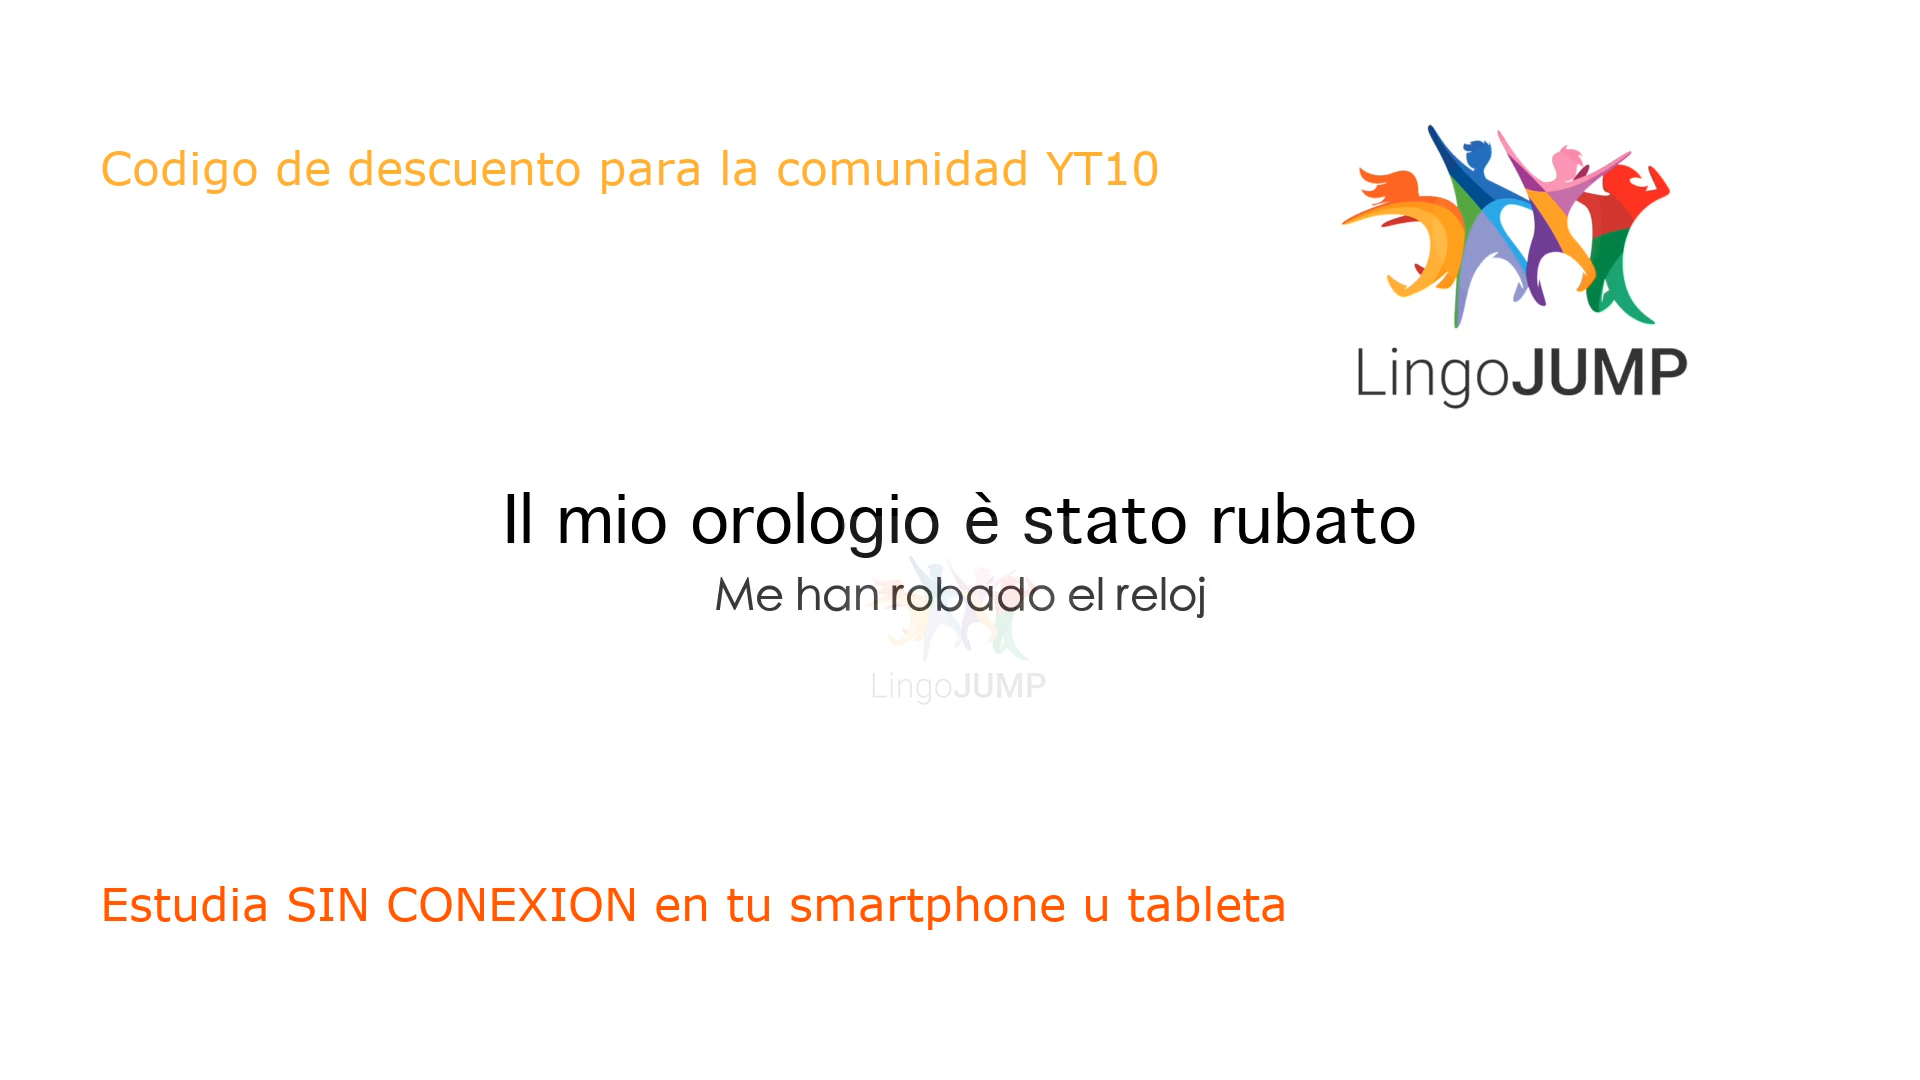 Codigo de descuento para la comunidad YT10
LingoJUMP
Il mio orologio è stato rubato
Me han robado el reloj
LingoJUMP
Estudia SIN CONEXION en tu smartphone u tableta